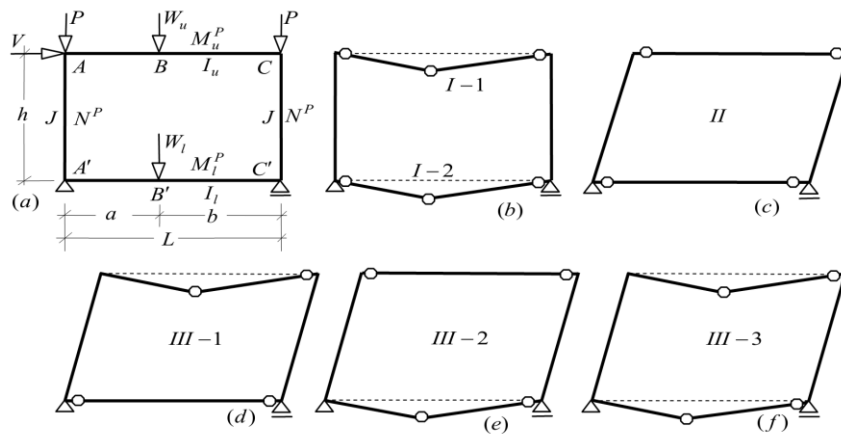 P W_u P
V M_u^P
A B I_u C
h J N^P J N^P
W_l
A' M_l^P C'
B' I_l
(a) a b
L
I-1
I-2
(b)
II
(c)
III-1
(d)
III-2
(e)
III-3
(f)